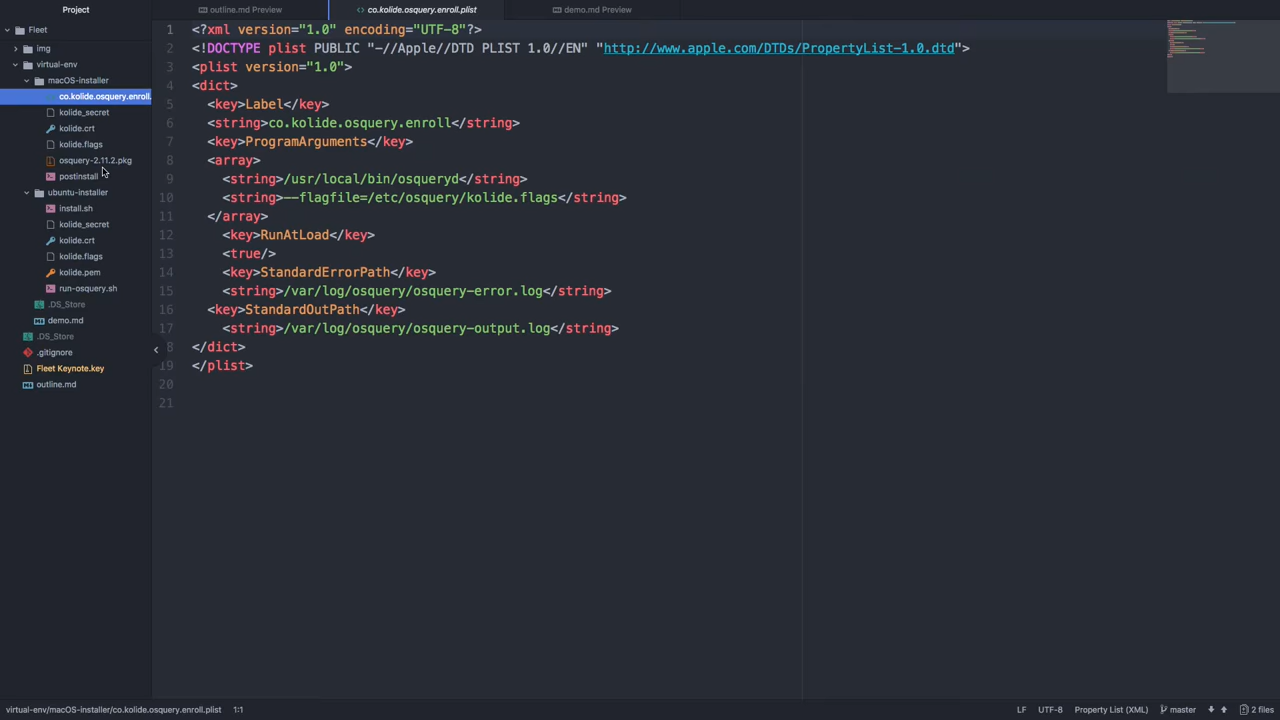 Project
Fleet
img
virtual-env
macOS-installer
co.kolide.osquery.enroll.
kolide_secret
kolide.crt
kolide.flags
osquery-2.11.2.pkg
postinstall
ubuntu-installer
install.sh
kolide_secret
kolide.crt
kolide.flags
kolide.pem
run-osquery.sh
.DS_Store
demo.md
.DS_Store
.gitignore
Fleet Keynote.key
outline.md
outline.md Preview
co.kolide.osquery.enroll.plist
demo.md Preview
1 <?xml version="1.0" encoding="UTF-8"?>
2 <!DOCTYPE plist PUBLIC "-//Apple//DTD PLIST 1.0//EN" "http://www.apple.com/DTDs/PropertyList-1.0.dtd">
3 <plist version="1.0">
4 <dict>
5 <key>Label</key>
6 <string>co.kolide.osquery.enroll</string>
7 <key>ProgramArguments</key>
8 <array>
9 <string>/usr/local/bin/osqueryd</string>
10 <string>--flagfile=/etc/osquery/kolide.flags</string>
11 </array>
12 <key>RunAtLoad</key>
13 <true/>
14 <key>StandardErrorPath</key>
15 <string>/var/log/osquery/osquery-error.log</string>
16 <key>StandardOutPath</key>
17 <string>/var/log/osquery/osquery-output.log</string>
8 </dict>
19 </plist>
20
21
virtual-env/macOS-installer/co.kolide.osquery.enroll.plist 1:1
LF UTF-8 Property List (XML) master 2 files